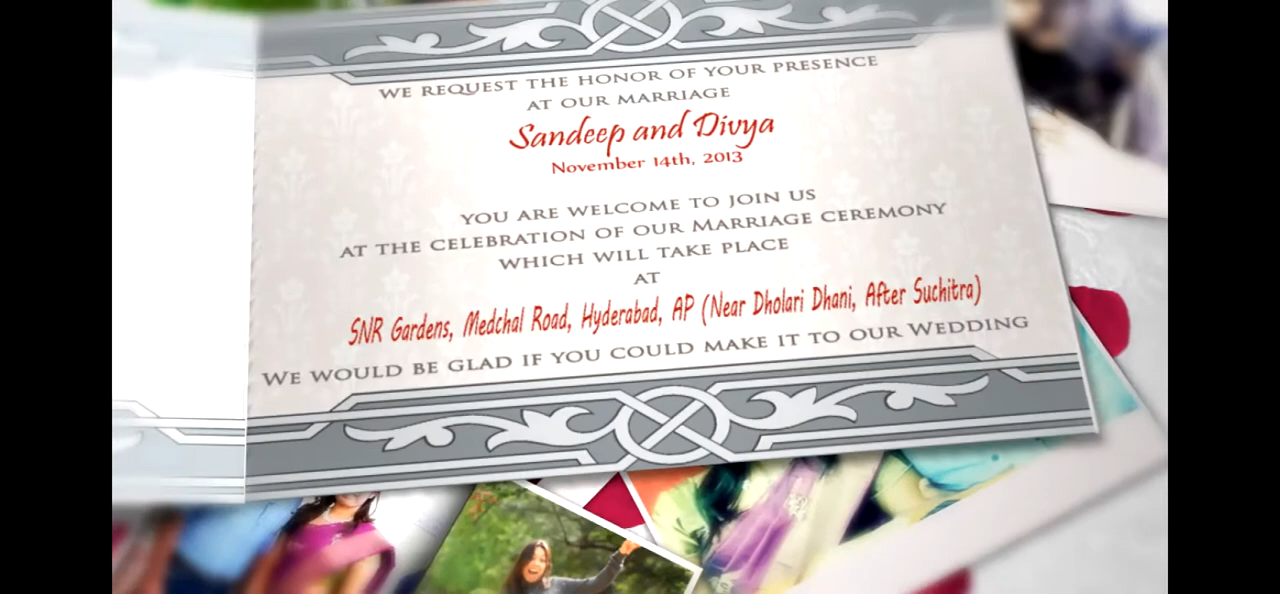 WE REQUEST THE HONOR OF YOUR PRESENCE
AT OUR MARRIAGE
Sandeep and Divya
November 14th, 2013
YOU ARE WELCOME TO JOIN US
AT THE CELEBRATION OF OUR MARRIAGE CEREMONY
WHICH WILL TAKE PLACE
AT
SNR Gardens, Medchal Road, Hyderabad, AP (Near Dholari Dhani, After Suchitra)
WE WOULD BE GLAD IF YOU COULD MAKE IT TO OUR WEDDING